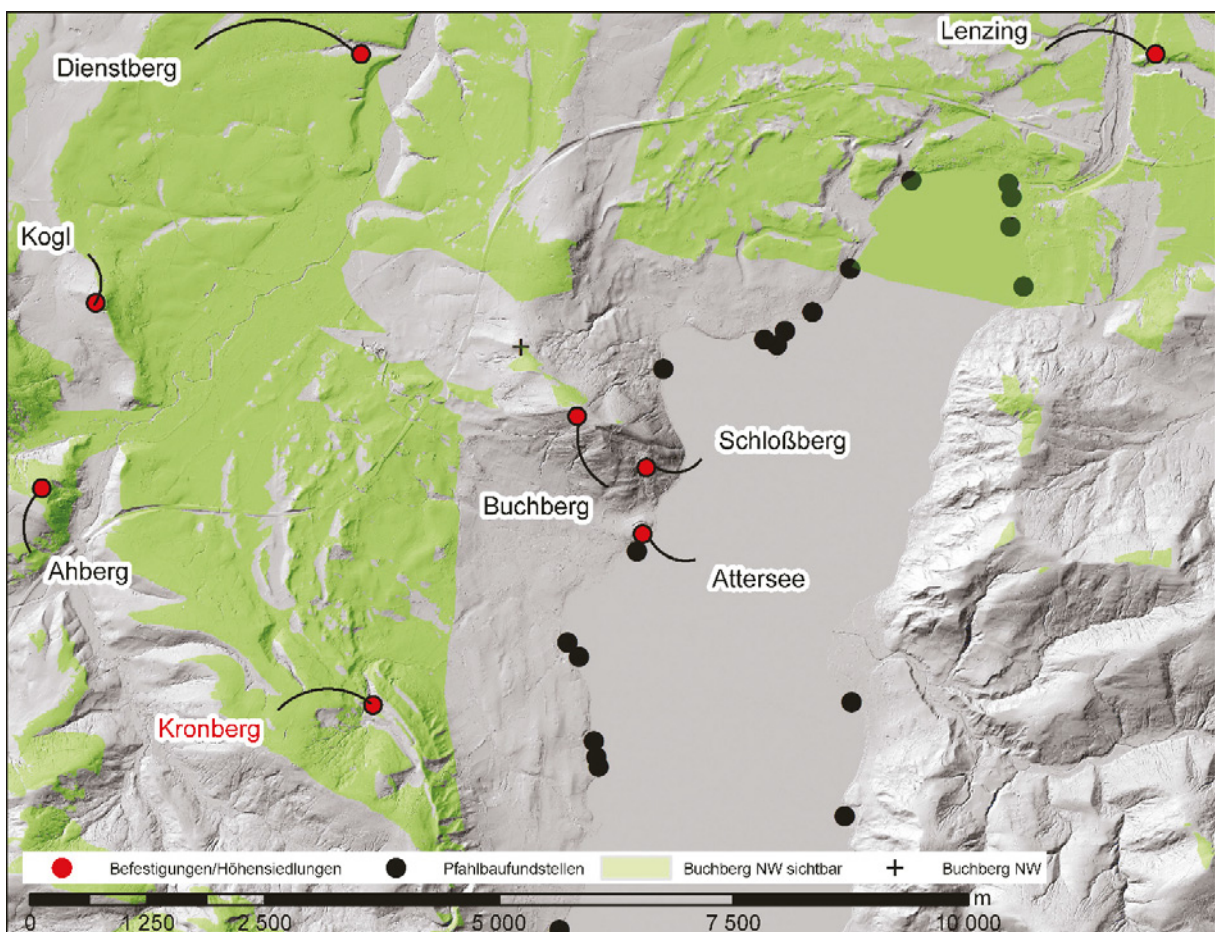 Dienstberg
Lenzing
Kogl
Schloßberg
Buchberg
Ahberg
Attersee
Kronberg
Befestigungen/Höhensiedlungen
Pfahlbaufundstellen
Buchberg NW sichtbar
Buchberg NW
m
0 1 250 2 500 5 000 7 500 10 000